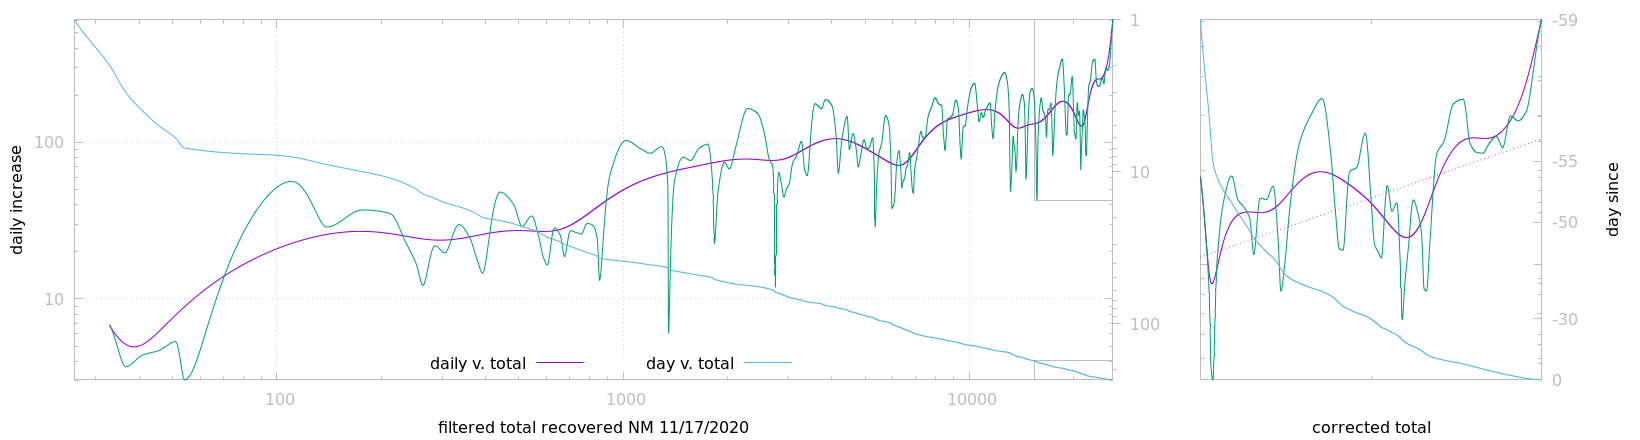 daily increase
100
10
daily v. total
day v. total
100
1000
10000
filtered total recovered NM 11/17/2020
1
10
100
corrected total
-59
-55
-50
-30
0
day since